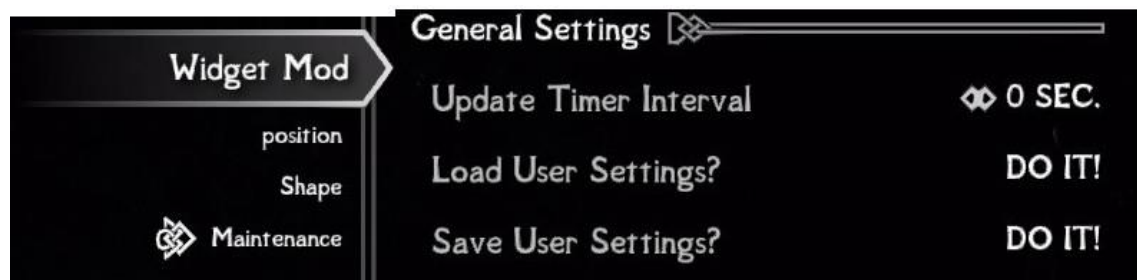 Widget Mod
position
Shape
Maintenance
General Settings
Update Timer Interval 0 SEC.
Load User Settings? DO IT!
Save User Settings? DO IT!